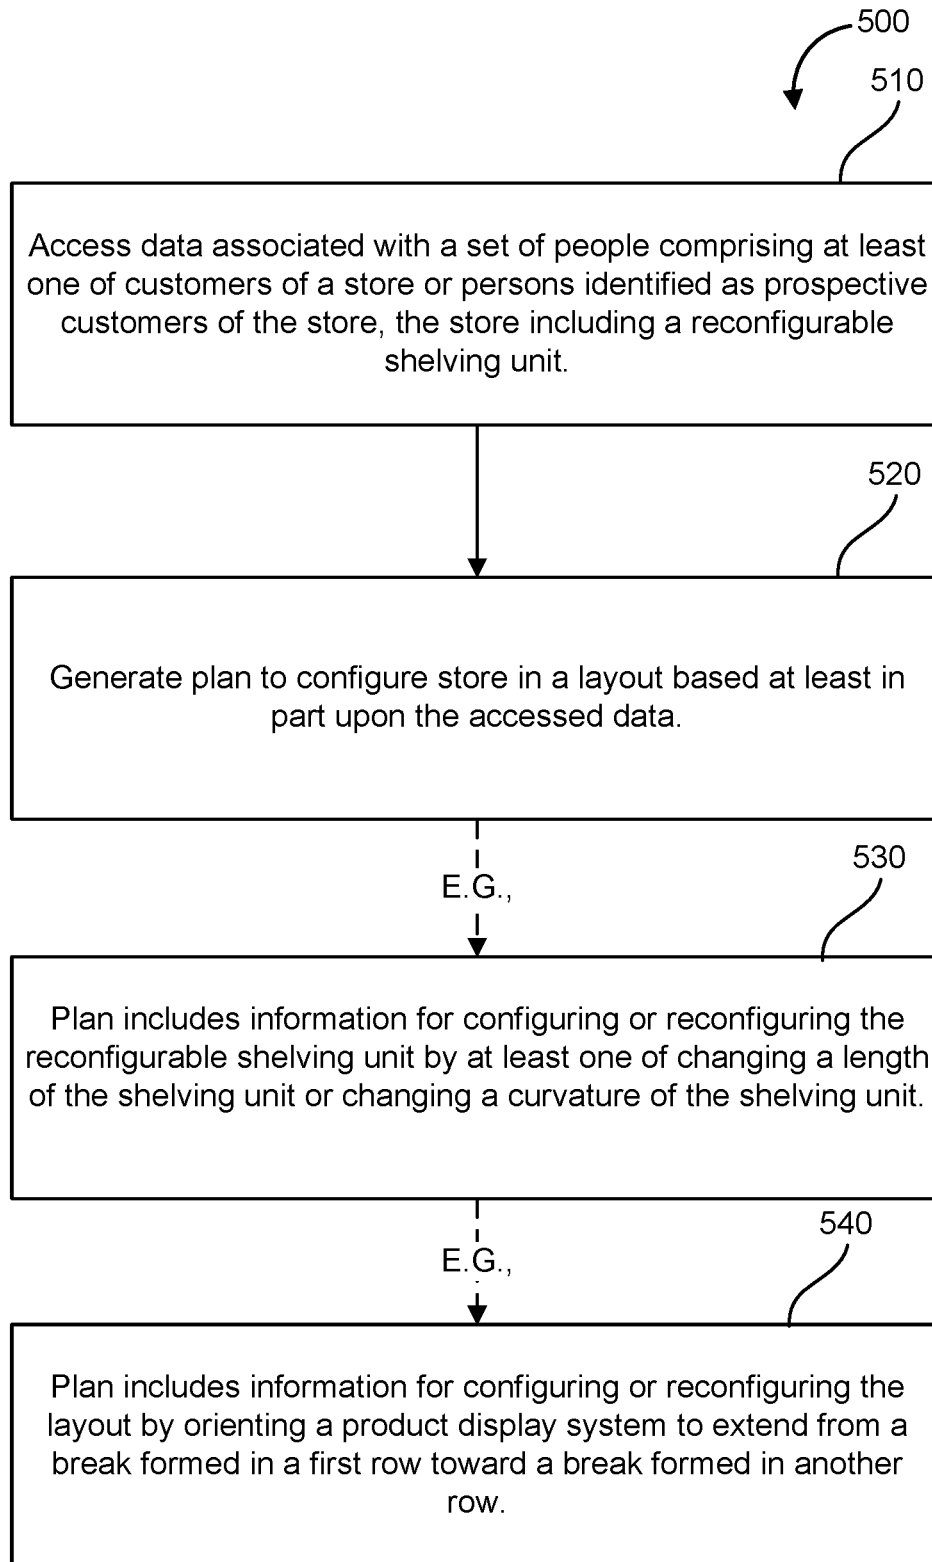 500
510
Access data associated with a set of people comprising at least
one of customers of a store or persons identified as prospective
customers of the store, the store including a reconfigurable
shelving unit.
520
Generate plan to configure store in a layout based at least in
part upon the accessed data.
530
E.G.,
Plan includes information for configuring or reconfiguring the
reconfigurable shelving unit by at least one of changing a length
of the shelving unit or changing a curvature of the shelving unit.
540
E.G.,
Plan includes information for configuring or reconfiguring the
layout by orienting a product display system to extend from a
break formed in a first row toward a break formed in another
row.